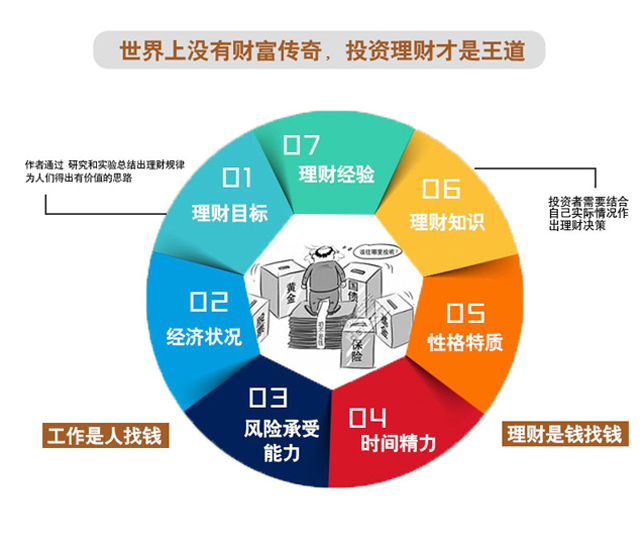 世界上没有财富传奇，投资理财才是王道
作者通过 研究和实验总结出理财规律
为人们得出有价值的思路
07
理财经验
01
理财目标
06
理财知识
投资者需要结合
自己实际情况作
出理财决策
02
经济状况
05
性格特质
黄金
国债
保险
03
风险承受
能力
04
时间精力
工作是人找钱
理财是钱找钱